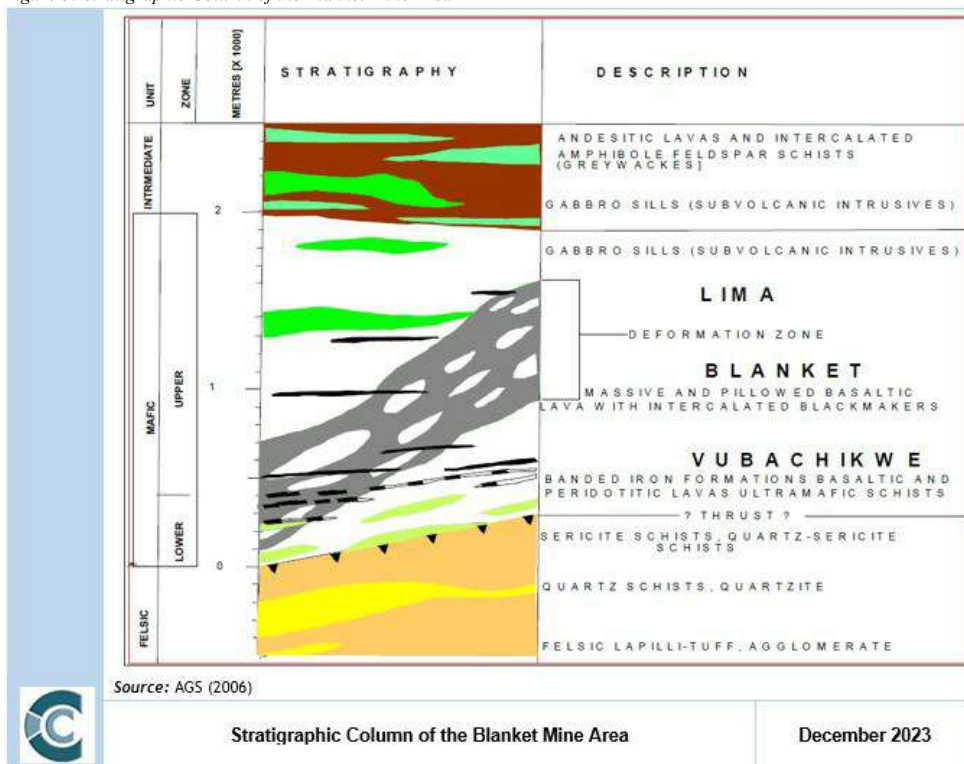 UNIT
ZONE
METRES [X 1000]
STRATIGRAPHY
DESCRIPTION
INTRMEDIATE
MAFIC
FELSIC
UPPER
LOWER
2
1
0
ANDESITIC LAVAS AND INTERCALATED
AMPHIBOLE FELDSPAR SCHISTS
(GREYWACKES]
GABBRO SILLS (SUBVOLCANIC INTRUSIVES)
GABBRO SILLS (SUBVOLCANIC INTRUSIVES)
LIMA
DEFORMATION ZONE
BLANKET
MASSIVE AND PILLOWED BASALTIC
LAVA WITH INTERCALATED BLACKMAKERS
VUBACHIKWE
BANDED IRON FORMATIONS BASALTIC AND
PERIDOTITIC LAVAS ULTRAMAFIC SCHISTS
? THRUST ?
SERICITE SCHISTS, QUARTZ-SERICITE
SCHISTS
QUARTZ SCHISTS, QUARTZITE
FELSIC LAPILLI-TUFF, AGGLOMERATE
Source: AGS (2006)
Stratigraphic Column of the Blanket Mine Area
December 2023